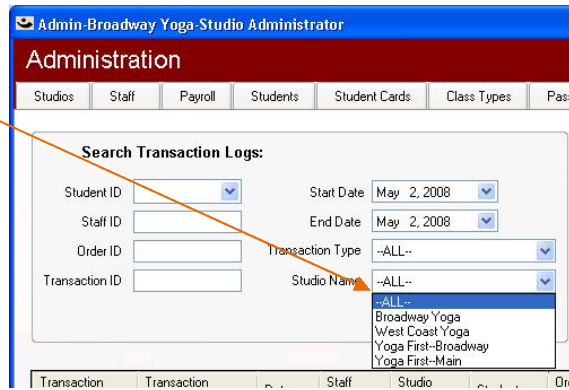 Admin-Broadway Yoga-Studio Administrator
Administration
Studios Staff Payroll Students Student Cards Class Types Pas
Search Transaction Logs:
Student ID Start Date May 2, 2008
Staff ID End Date May 2, 2008
Order ID Transaction Type --ALL--
Transaction ID Studio Name --ALL--
--ALL--
Broadway Yoga
West Coast Yoga
Yoga First--Broadway
Yoga First--Main
Transaction Transaction Staff Studio